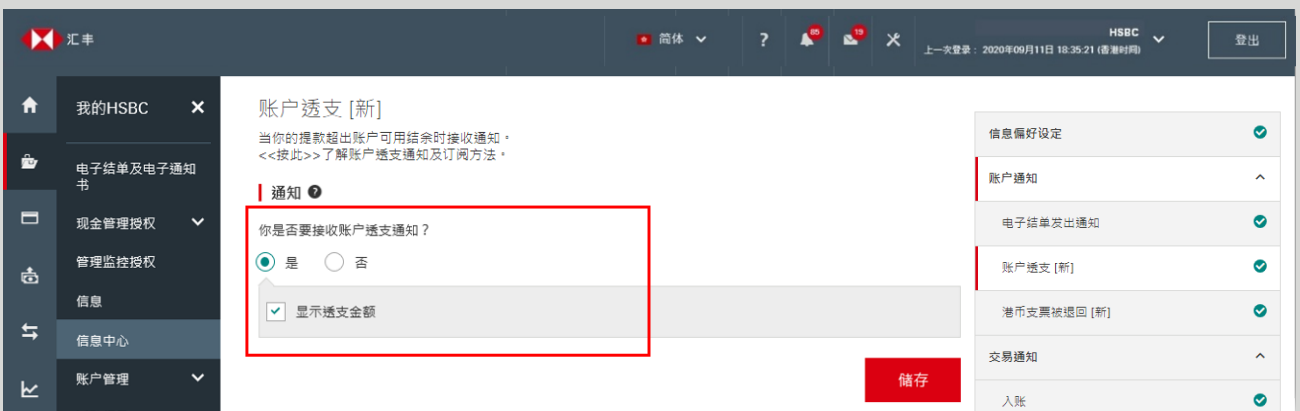 汇丰
简体
?
85
19
HSBC
上一次登录： 2020年09月11日 18:35:21 (香港时间)
登出
我的HSBC
电子结单及电子通知
书
现金管理授权
管理监控授权
信息
信息中心
账户管理
账户透支 [新]
当你的提款超出账户可用结余时接收通知。
<<按此>>了解账户透支通知及订阅方法。
通知 ?
你是否要接收账户透支通知？
是 否
显示透支金额
储存
信息偏好设定
账户通知
电子结单发出通知
账户透支 [新]
港币支票被退回 [新]
交易通知
入账